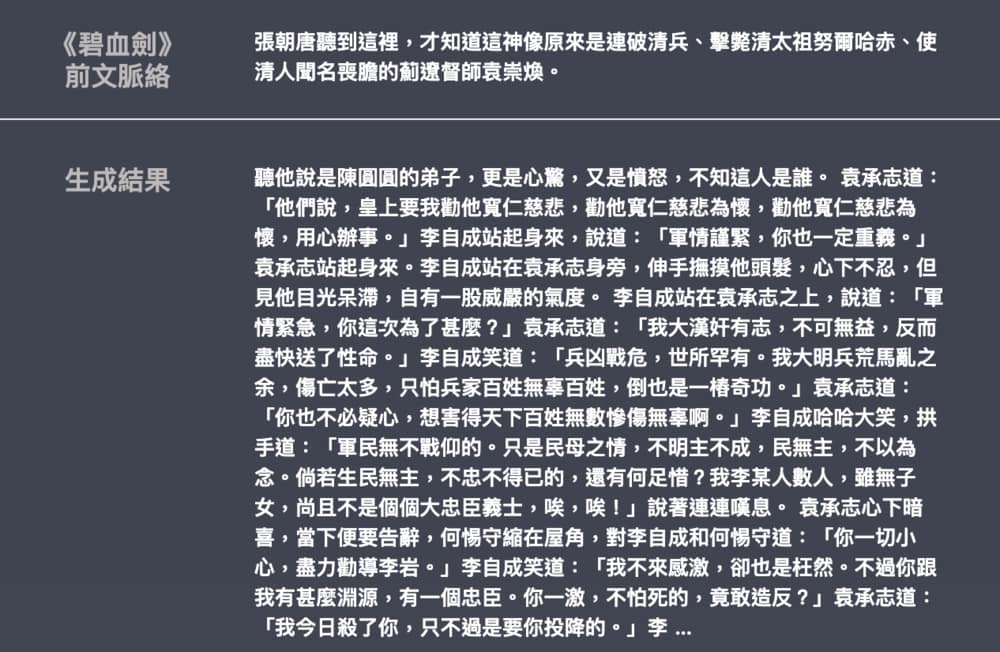 《碧血劍》
前文脈絡
張朝唐聽到這裡，才知道這神像原來是連破清兵、擊斃清太祖努爾哈赤、使
清人聞名喪膽的薊遼督師袁崇煥。
生成結果
聽他說是陳圓圓的弟子，更是心驚，又是憤怒，不知這人是誰。 袁承志道：
「他們說，皇上要我勸他寬仁慈悲，勸他寬仁慈悲為懷，勸他寬仁慈悲為
懷，用心辦事。」李自成站起身來，說道：「軍情謹緊，你也一定重義。」
袁承志站起身來。李自成站在袁承志身旁，伸手撫摸他頭髮，心下不忍，但
見他目光呆滯，自有一股威嚴的氣度。 李自成站在袁承志之上，說道：「軍
情緊急，你這次為了甚麼？」袁承志道：「我大漢奸有志，不可無益，反而
盡快送了性命。」李自成笑道：「兵凶戰危，世所罕有。我大明兵荒馬亂之
余，傷亡太多，只怕兵家百姓無辜百姓，倒也是一樁奇功。」袁承志道：
「你也不必疑心，想害得天下百姓無數慘傷無辜啊。」李自成哈哈大笑，拱
手道：「軍民無不戰仰的。只是民母之情，不明主不成，民無主，不以為
念。倘若生民無主，不忠不得已的，還有何足惜？我李某人數人，雖無子
女，尚且不是個個大忠臣義士，唉，唉！」說著連連嘆息。 袁承志心下暗
喜，當下便要告辭，何惕守縮在屋角，對李自成和何惕守道：「你一切小
心，盡力勸導李岩。」李自成笑道：「我不來感激，卻也是枉然。不過你跟
我有甚麼淵源，有一個忠臣。你一激，不怕死的，竟敢造反？」袁承志道：
「我今日殺了你，只不過是要你投降的。」李 ...